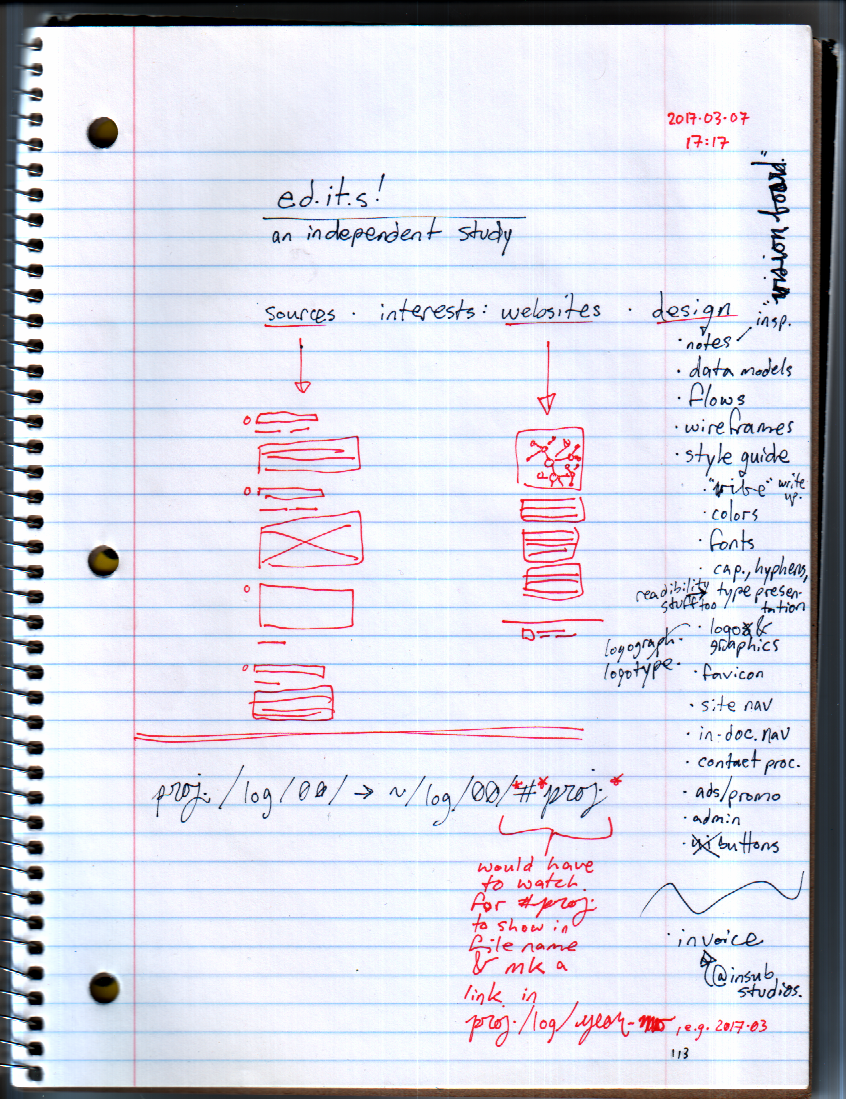 2017·03·07
17:17
"vision board"
ed.it.s!
an independent study
sources · interests: websites · design
insp.
· notes
· data models
· flows
· wireframes
· style guide
· "vibe" write up.
· colors
· fonts
· cap., hyphens,
type presen-
tation
readibility
stuff too
· logos &
graphics
logograph·
logotype·
· favicon
· site nav
· in-doc. nav
· contact proc.
· ads/promo
· admin
· ui buttons
proj. /log/00/ → ~/log/00/*#*proj.*
would have
to watch
for #proj.
to show in
file name
& mk a
link in
proj./log/year-mo, e.g. 2017·03
· invoice
@insub.
studios.
113